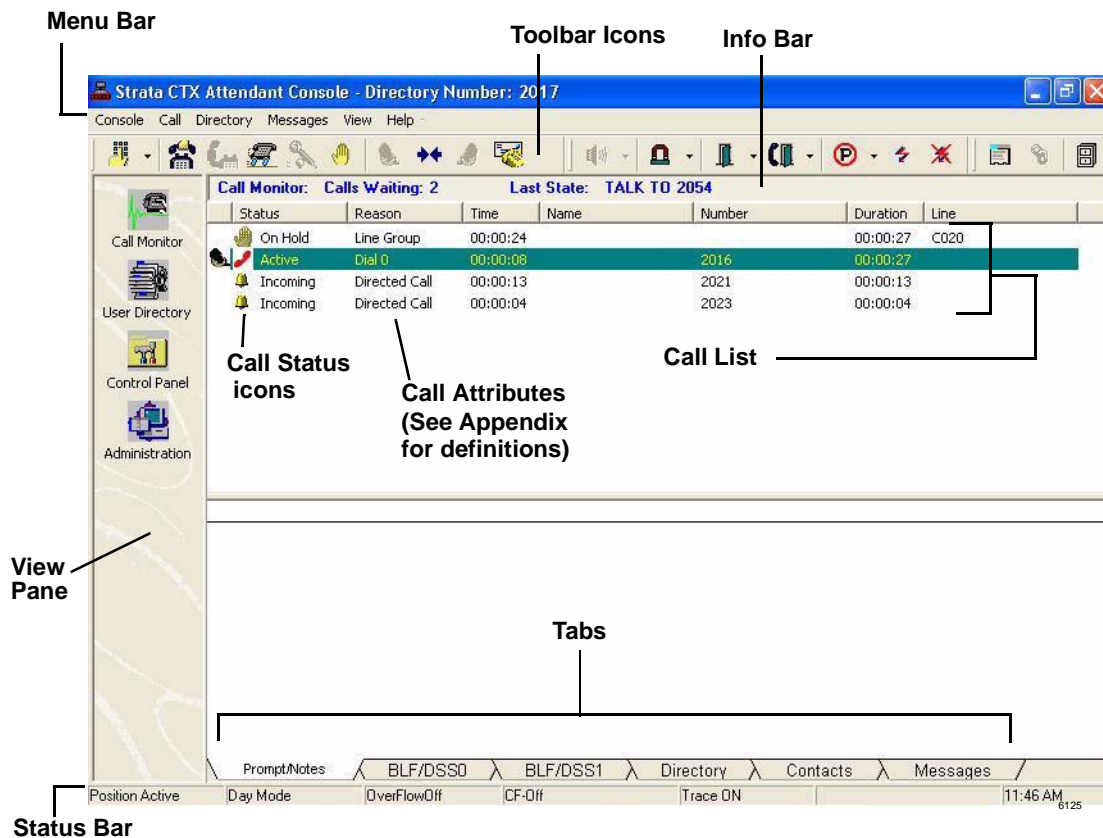 Menu Bar
Toolbar Icons
Info Bar
Strata CTX Attendant Console - Directory Number: 2017
Console Call Directory Messages View Help
Call Monitor: Calls Waiting: 2 Last State: TALK TO 2054
Status Reason Time Name Number Duration Line
On Hold Line Group 00:00:24 00:00:27 C020
Active Dial 0 00:00:08 2016 00:00:27
Incoming Directed Call 00:00:13 2021 00:00:13
Incoming Directed Call 00:00:04 2023 00:00:04
Call Monitor
User Directory
Control Panel
Administration
Call Status
icons
Call Attributes
(See Appendix
for definitions)
Call List
View
Pane
Tabs
Prompt/Notes BLF/DSS0 BLF/DSS1 Directory Contacts Messages
Position Active Day Mode OverFlowOff CF-Off Trace ON 11:46 AM
6125
Status Bar